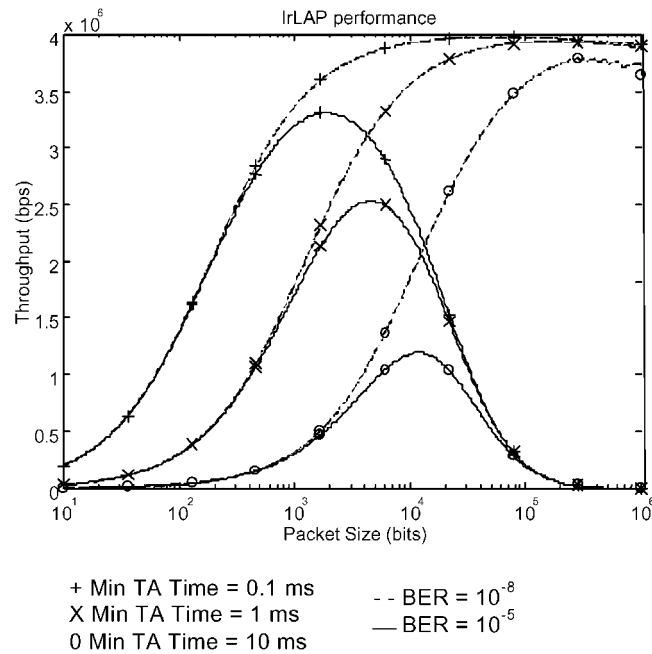 IrLAP performance
x 10^6
4
3.5
3
2.5
2
1.5
1
0.5
0
Throughput (bps)
10^1 10^2 10^3 10^4 10^5 10^6
Packet Size (bits)
+ Min TA Time = 0.1 ms
X Min TA Time = 1 ms
0 Min TA Time = 10 ms
-- BER = 10^-8
— BER = 10^-5